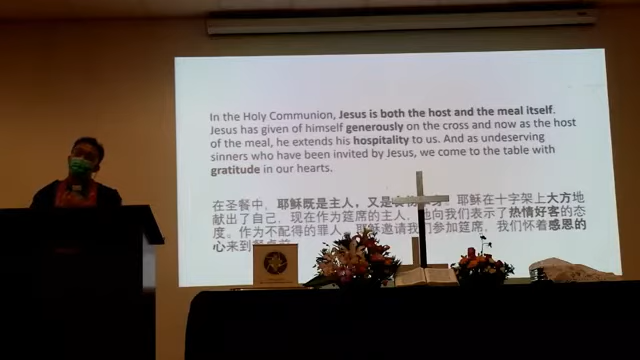 In the Holy Communion, Jesus is both the host and the meal itself.
Jesus has given of himself generously on the cross and now as the host
of the meal, he extends his hospitality to us. And as undeserving
sinners who have been invited by Jesus, we come to the table with
gratitude in our hearts.
在圣餐中，耶稣既是主人，又是 耶稣在十字架上大方地
献出了自己，现在作为筵席的主人， 向我们表示了热情好客的态
度。作为不配得的罪人，耶稣邀请我们参加筵席，我们怀着感恩的
心来到